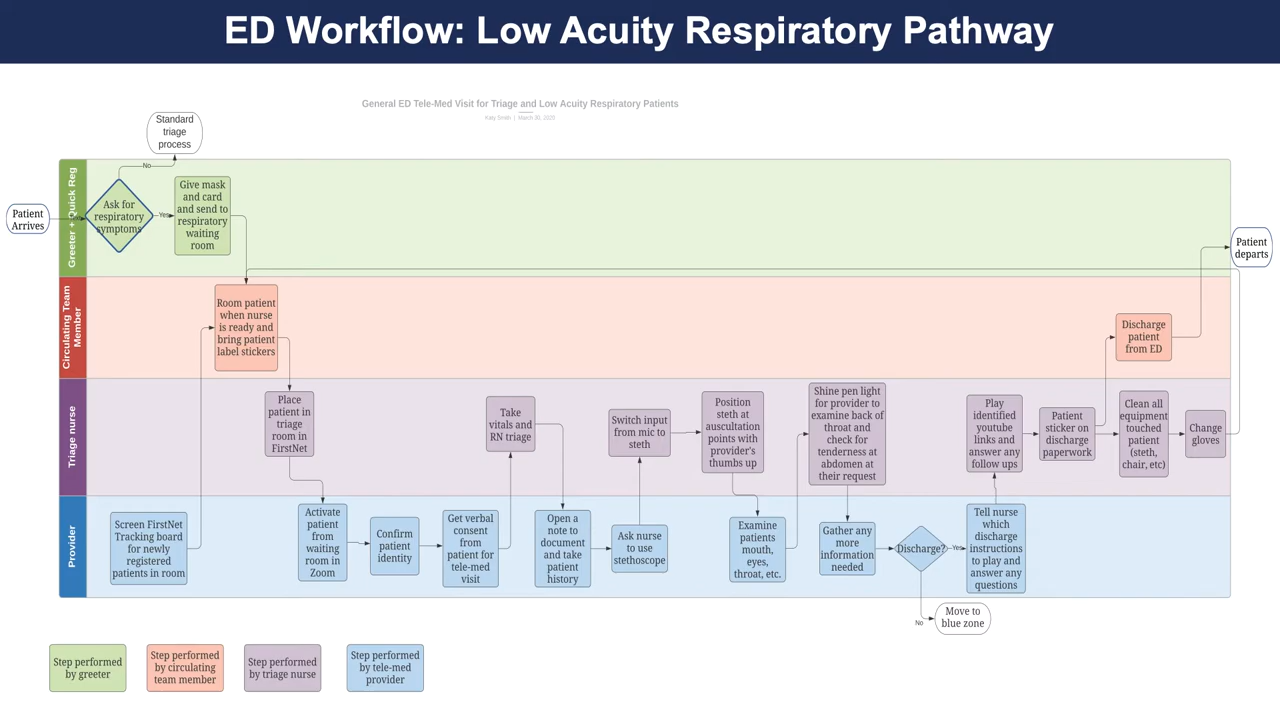 ED Workflow: Low Acuity Respiratory Pathway
General ED Tele-Med Visit for Triage and Low Acuity Respiratory Patients
Katy Smith | March 30, 2020
Standard
triage
process
No
Greeter + Quick Reg
Patient
Arrives
Ask for
respiratory
symptoms
Yes
Give mask
and card
and send to
respiratory
waiting
room
Patient
departs
Circulating Team
Member
Room patient
when nurse
is ready and
bring patient
label stickers
Discharge
patient
from ED
Triage nurse
Place
patient in
triage
room in
FirstNet
Take
vitals and
RN triage
Switch input
from mic to
steth
Position
steth at
auscultation
points with
provider's
thumbs up
Shine pen light
for provider to
examine back of
throat and
check for
tenderness at
abdomen at
their request
Play
identified
youtube
links and
answer any
follow ups
Patient
sticker on
discharge
paperwork
Clean all
equipment
touched
patient
(steth,
chair, etc)
Change
gloves
Provider
Screen FirstNet
Tracking board
for newly
registered
patients in room
Activate
patient
from
waiting
room in
Zoom
Confirm
patient
identity
Get verbal
consent
from
patient for
tele-med
visit
Open a
note to
document
and take
patient
history
Ask nurse
to use
stethoscope
Examine
patients
mouth,
eyes,
throat, etc.
Gather any
more
information
needed
Discharge?
Yes
Tell nurse
which
discharge
instructions
to play and
answer any
questions
No
Move to
blue zone
Step performed
by greeter
Step performed
by circulating
team member
Step performed
by triage nurse
Step performed
by tele-med
provider